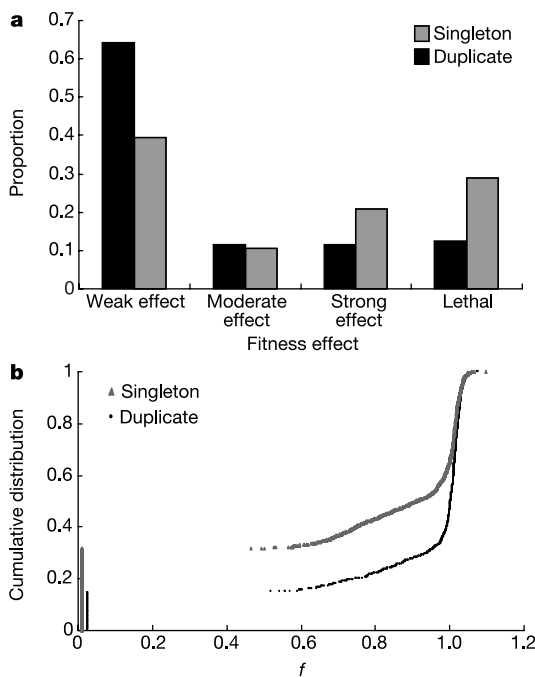 a
0.7
0.6
0.5
0.4
0.3
0.2
0.1
0
Proportion
Singleton
Duplicate
Weak effect
Moderate effect
Strong effect
Lethal
Fitness effect
b
1
0.8
0.6
0.4
0.2
0
Cumulative distribution
Singleton
Duplicate
0.2
0.4
0.6
0.8
1.0
1.2
f